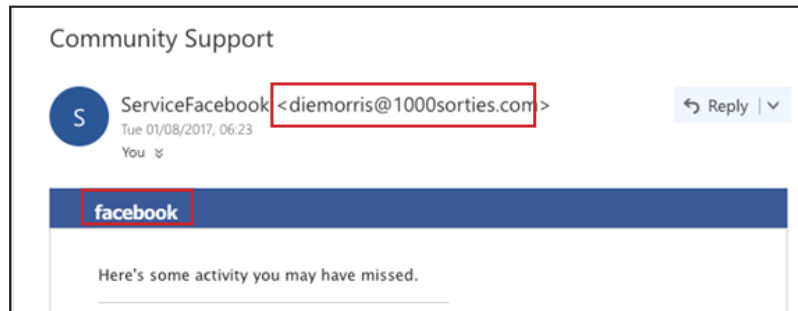 Community Support
S
ServiceFacebook <diemorris@1000sorties.com>
Reply
Tue 01/08/2017, 06:23
You
facebook
Here's some activity you may have missed.